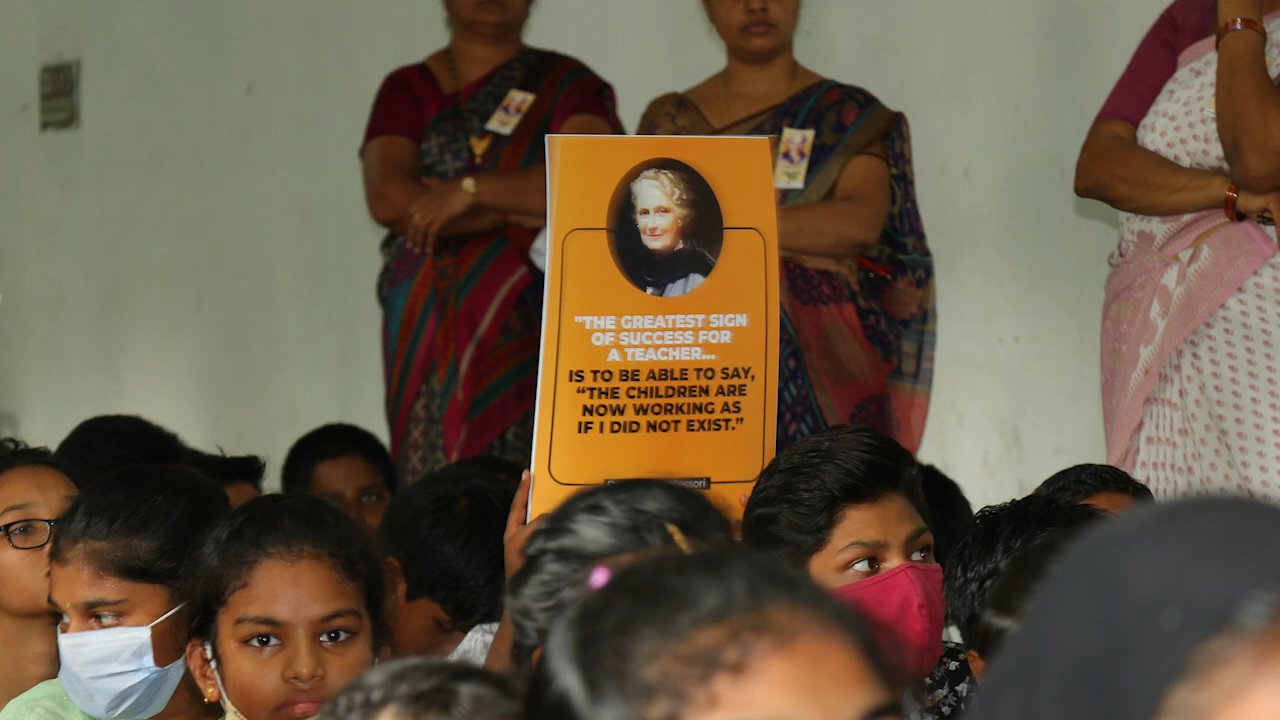 "THE GREATEST SIGN
OF SUCCESS FOR
A TEACHER...
IS TO BE ABLE TO SAY,
“THE CHILDREN ARE
NOW WORKING AS
IF I DID NOT EXIST.”